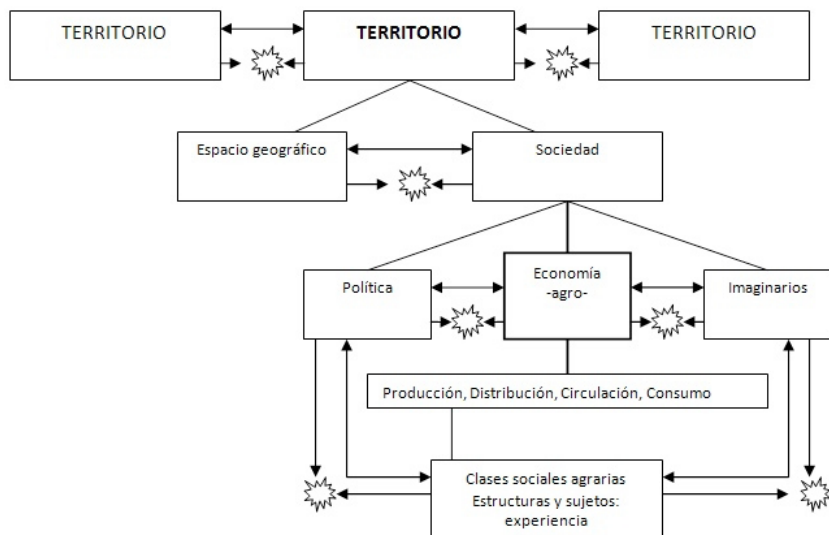 TERRITORIO
TERRITORIO
TERRITORIO
Espacio geográfico
Sociedad
Política
Economía
-agro-
Imaginarios
Producción, Distribución, Circulación, Consumo
Clases sociales agrarias
Estructuras y sujetos:
experiencia